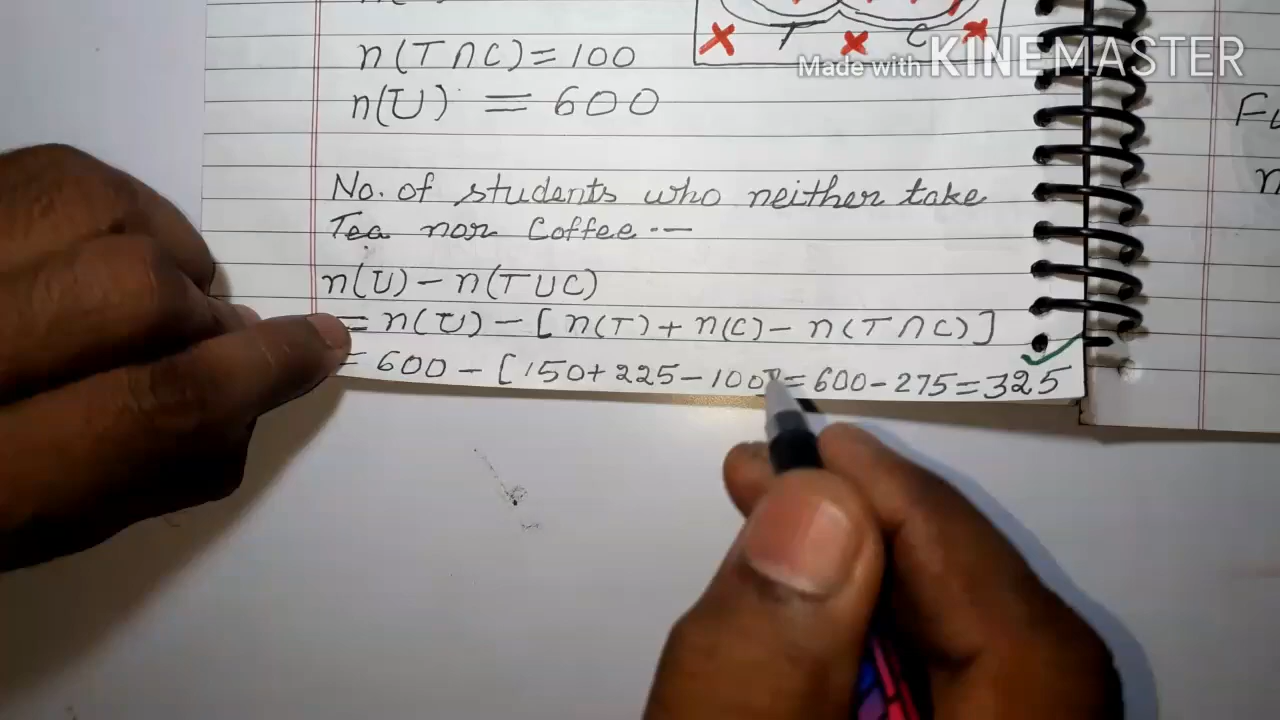 n(T∩C)=100
n(U) = 600
T
C
Made with KINEMASTER
No. of students who neither take
Tea nor Coffee.—
n(U) – n(T∪C)
= n(U) – [n(T) + n(C) – n(T∩C)]
= 600 – [150+225–100]=600–275=325